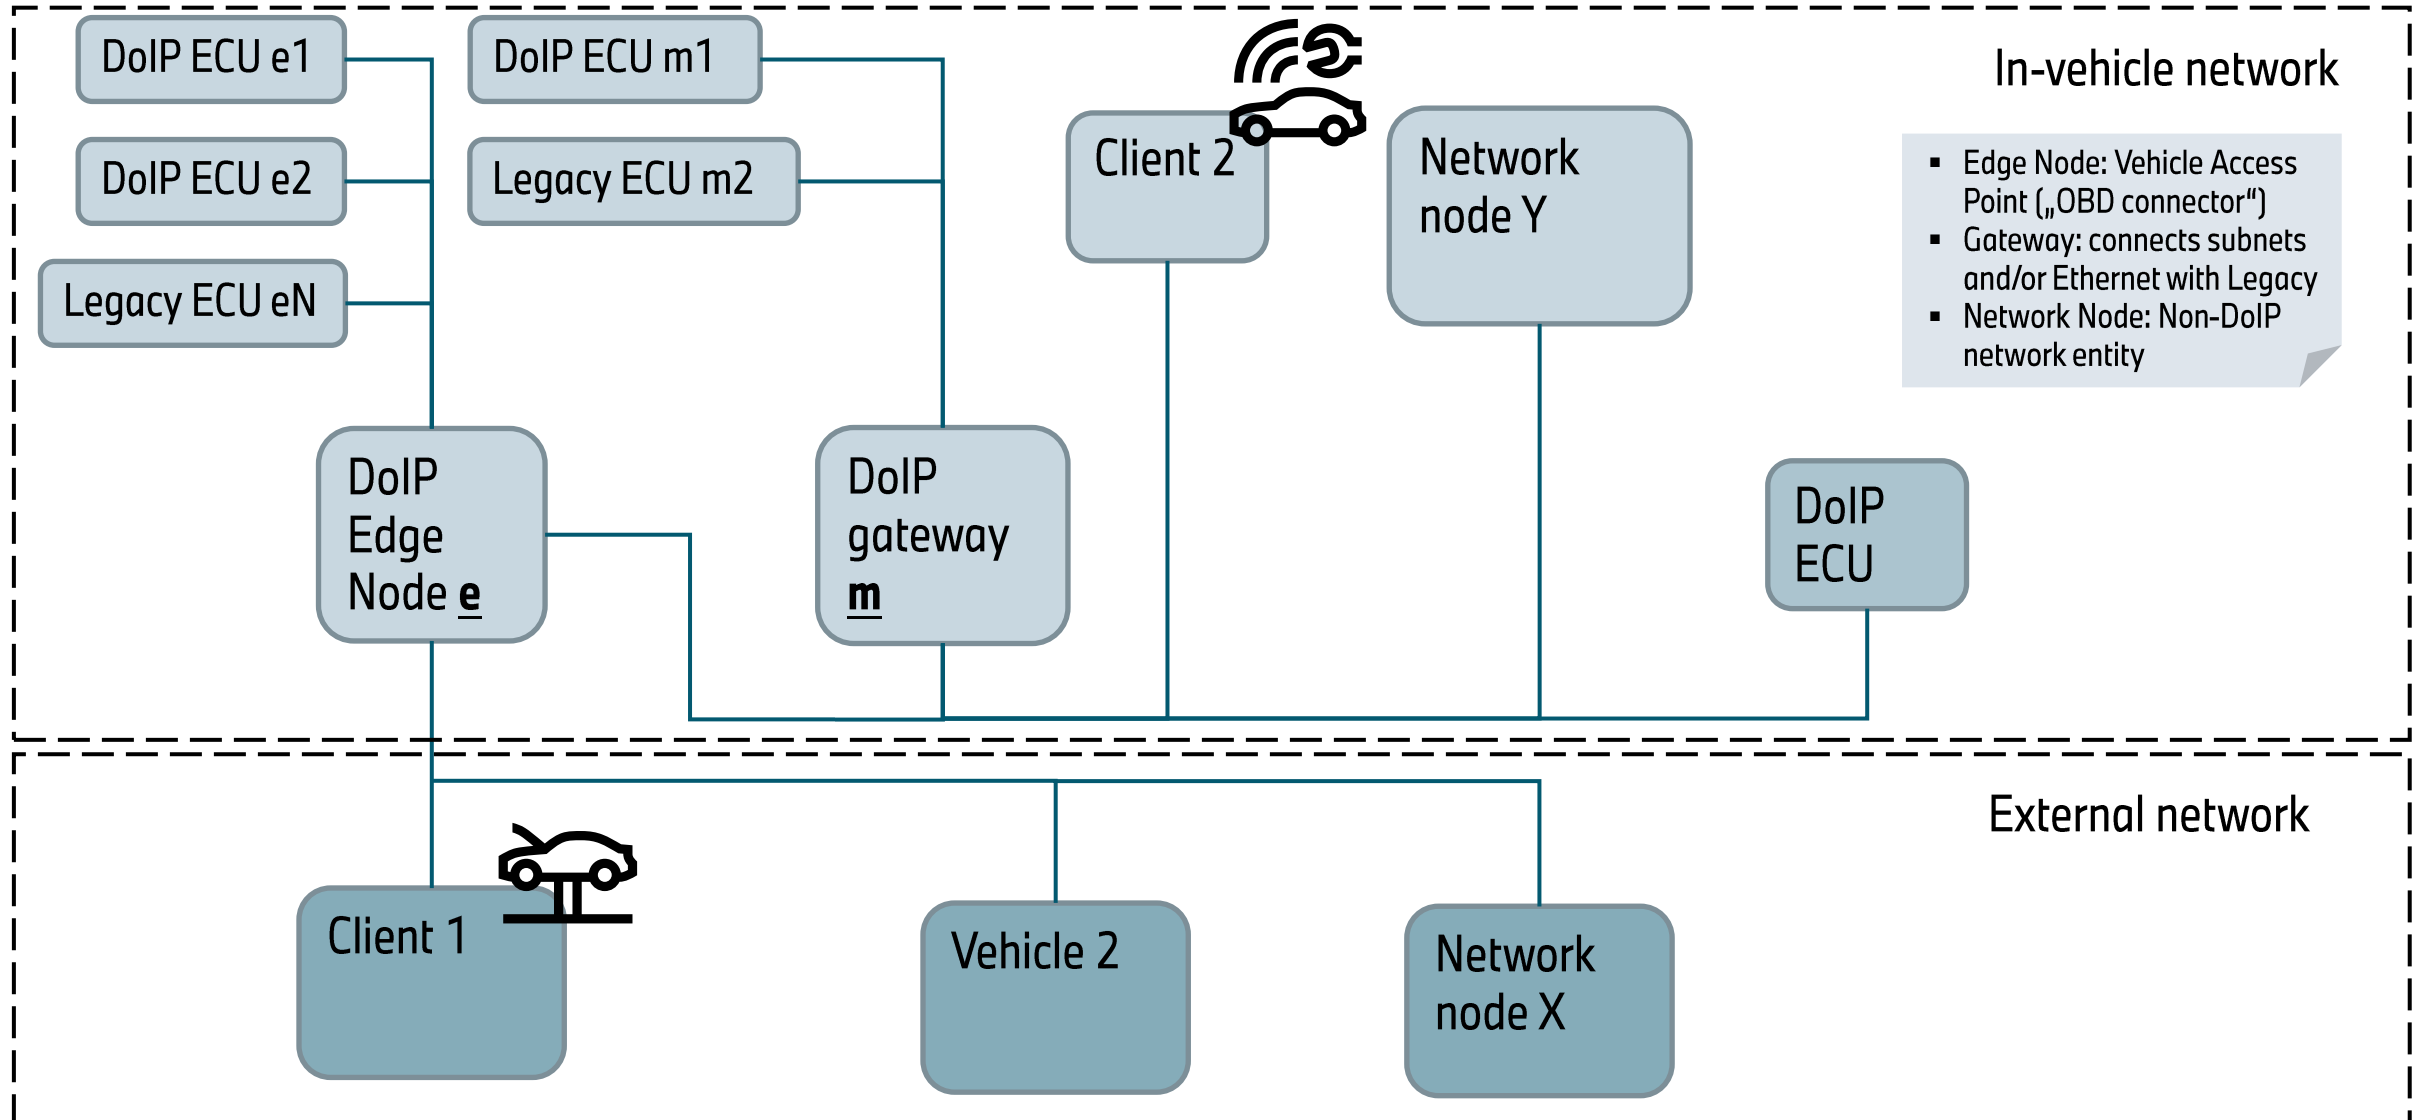 DoIP ECU e1
DoIP ECU m1
In-vehicle network
DoIP ECU e2
Legacy ECU m2
Client 2
Network
node Y
▪ Edge Node: Vehicle Access
Point („OBD connector“)
▪ Gateway: connects subnets
and/or Ethernet with Legacy
▪ Network Node: Non-DoIP
network entity
Legacy ECU eN
DoIP
Edge
Node e
DoIP
gateway
m
DoIP
ECU
External network
Client 1
Vehicle 2
Network
node X